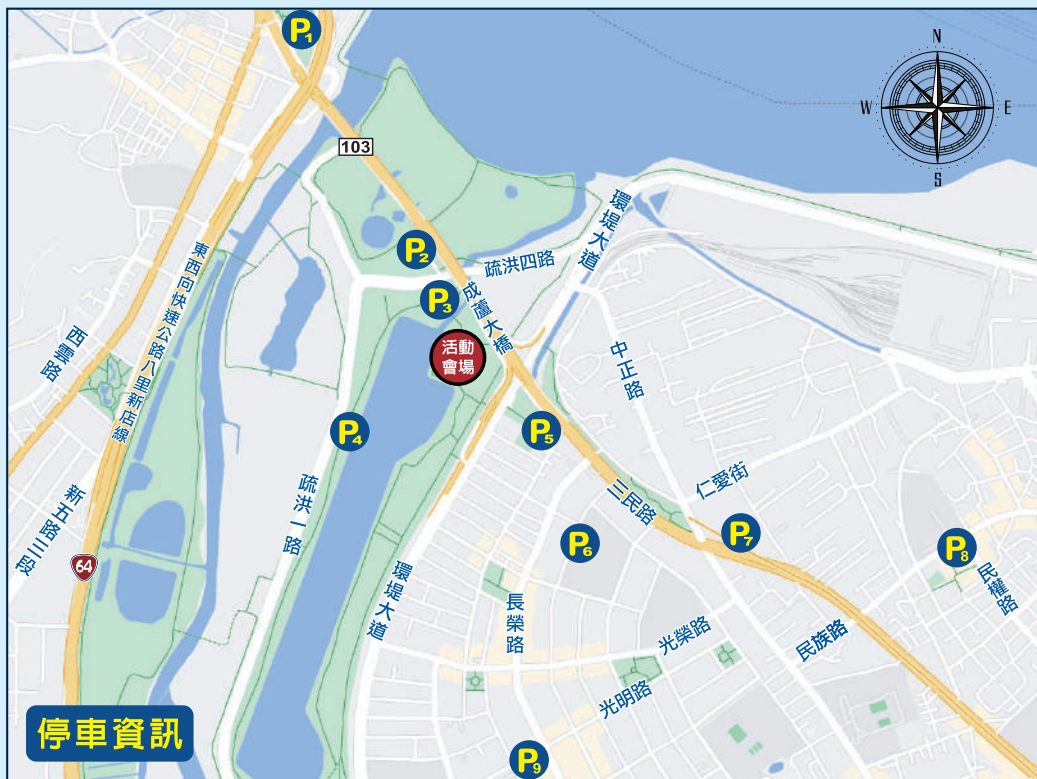 P1
N
W
E
S
103
環堤大道
P2
疏洪四路
P3
成蘆大橋
東西向快速公路八里新店線
西雲路
活動
會場
中正路
P4
P5
仁愛街
三民路
疏洪一路
新五路三段
P6
P7
P8
64
環堤大道
長榮路
民權路
光榮路
民族路
光明路
停車資訊
P9